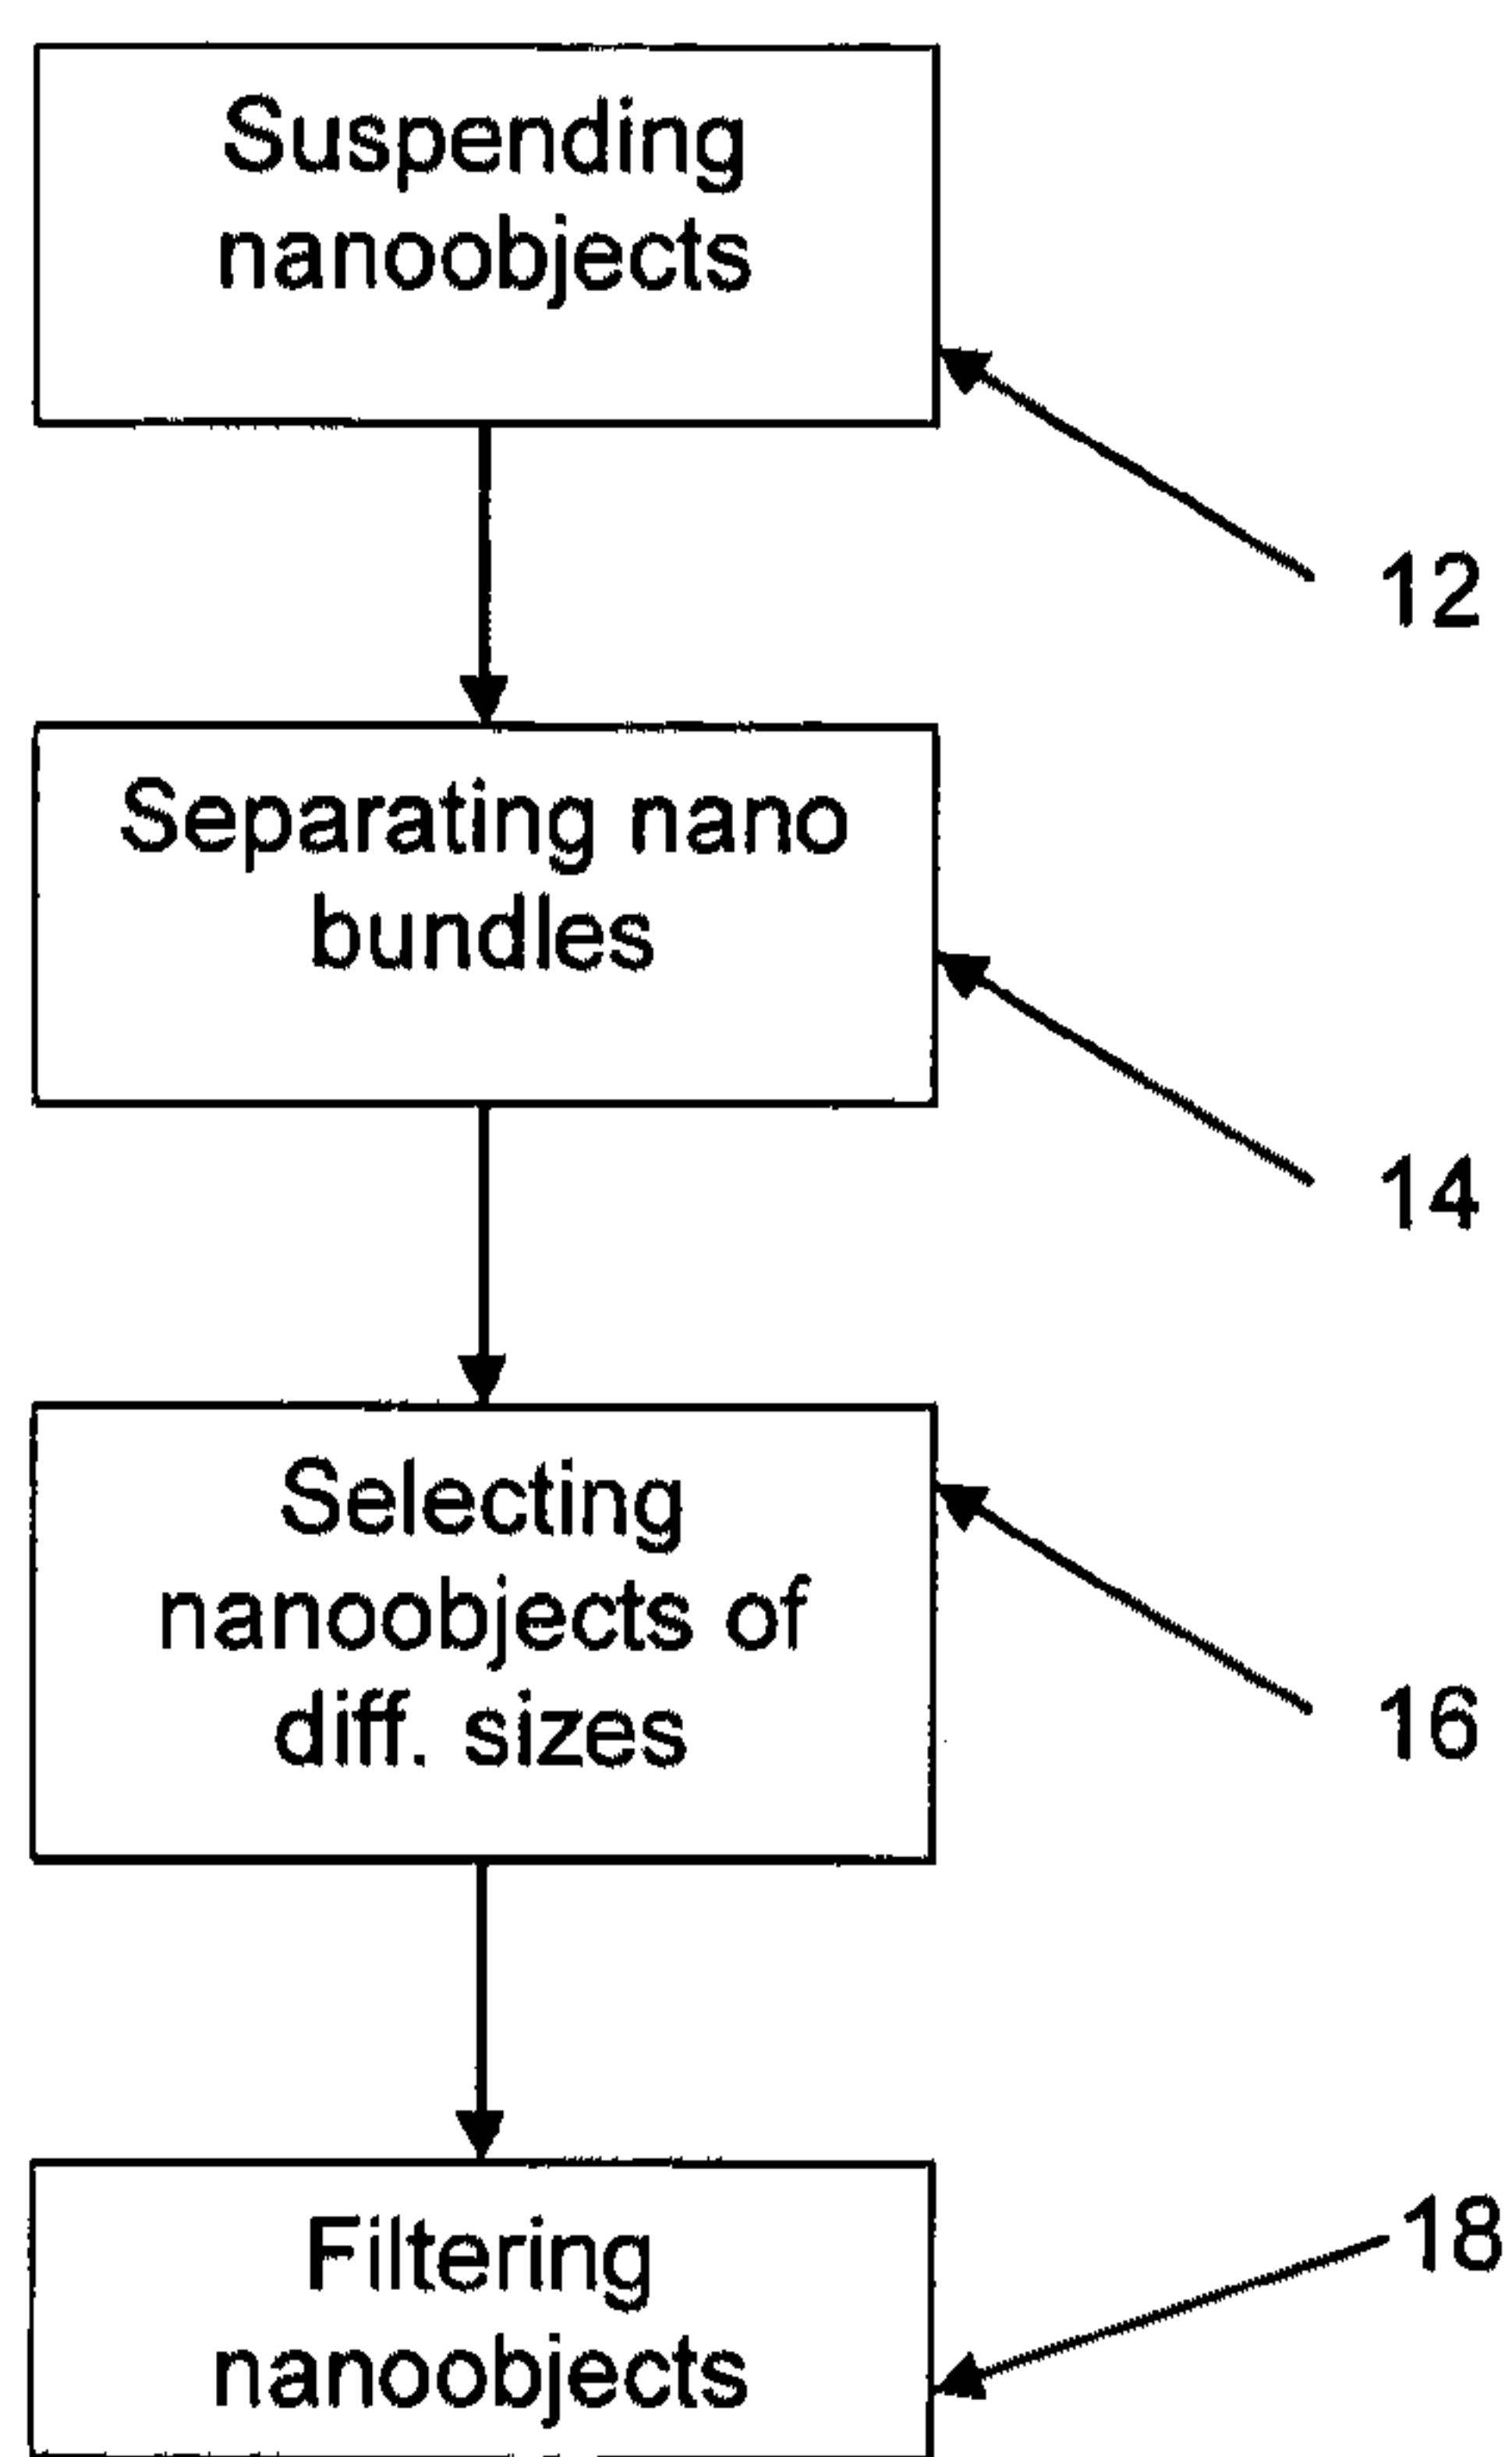 Suspending
nanoobjects
12
Separating nano
bundles
14
Selecting
nanoobjects of
diff. sizes
16
Filtering
nanoobjects
18